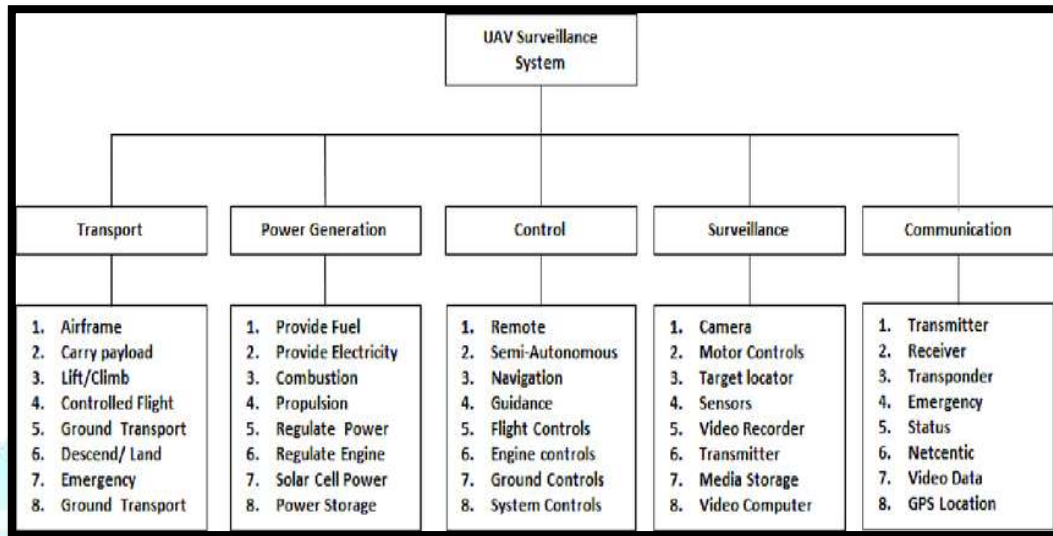 UAV Surveillance
System
Transport
Power Generation
Control
Surveillance
Communication
1. Airframe
2. Carry payload
3. Lift/Climb
4. Controlled Flight
5. Ground Transport
6. Descend/ Land
7. Emergency
8. Ground Transport
1. Provide Fuel
2. Provide Electricity
3. Combustion
4. Propulsion
5. Regulate Power
6. Regulate Engine
7. Solar Cell Power
8. Power Storage
1. Remote
2. Semi-Autonomous
3. Navigation
4. Guidance
5. Flight Controls
6. Engine controls
7. Ground Controls
8. System Controls
1. Camera
2. Motor Controls
3. Target locator
4. Sensors
5. Video Recorder
6. Transmitter
7. Media Storage
8. Video Computer
1. Transmitter
2. Receiver
3. Transponder
4. Emergency
5. Status
6. Netcentic
7. Video Data
8. GPS Location